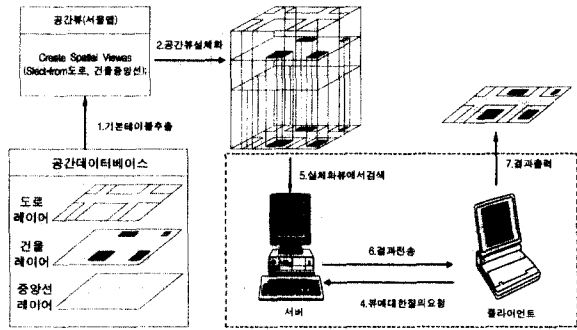 공간뷰(서울맵)
Create Spatial Viewas
(Slect-from도로, 건물중앙선);
2.공간뷰실체화
1.기본테이블추출
공간데이터베이스
도로
레이어
건물
레이어
중앙선
레이어
5.실체화뷰에서검색
7.결과출력
6.결과전송
4.뷰에대한질의요청
서버
클라이언트